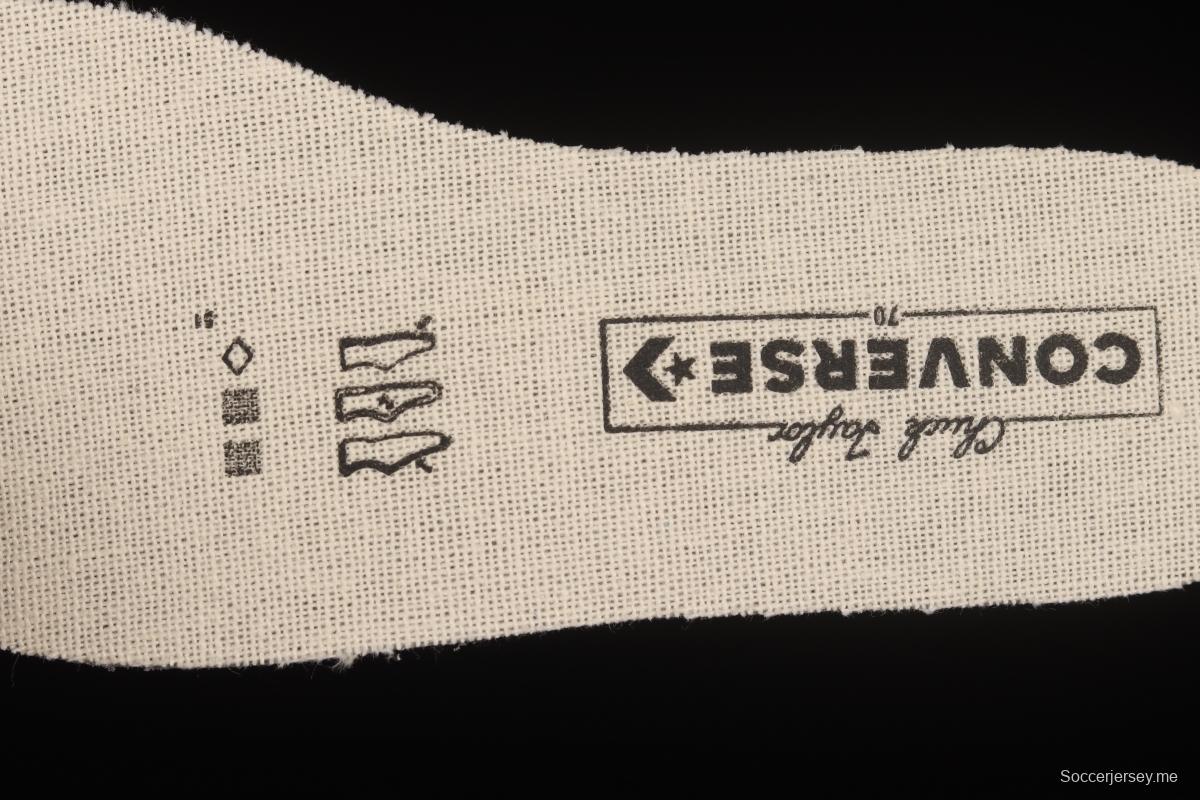 Chuck Taylor
CONVERSE
70
Soccerjersey.me